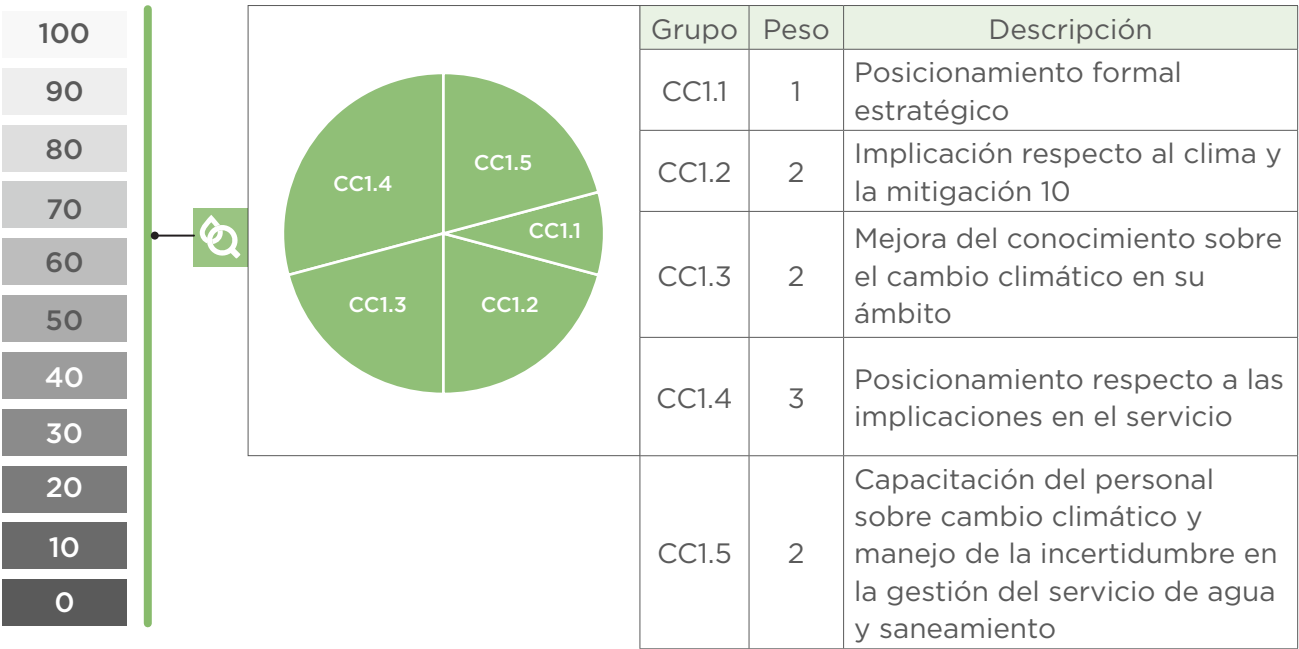 100
90
80
70
60
50
40
30
20
10
0
CC1.5
CC1.4
CC1.1
CC1.3
CC1.2
Grupo Peso Descripción
CC1.1 1 Posicionamiento formal
estratégico
CC1.2 2 Implicación respecto al clima y
la mitigación 10
CC1.3 2 Mejora del conocimiento sobre
el cambio climático en su
ámbito
CC1.4 3 Posicionamiento respecto a las
implicaciones en el servicio
CC1.5 2 Capacitación del personal
sobre cambio climático y
manejo de la incertidumbre en
la gestión del servicio de agua
y saneamiento